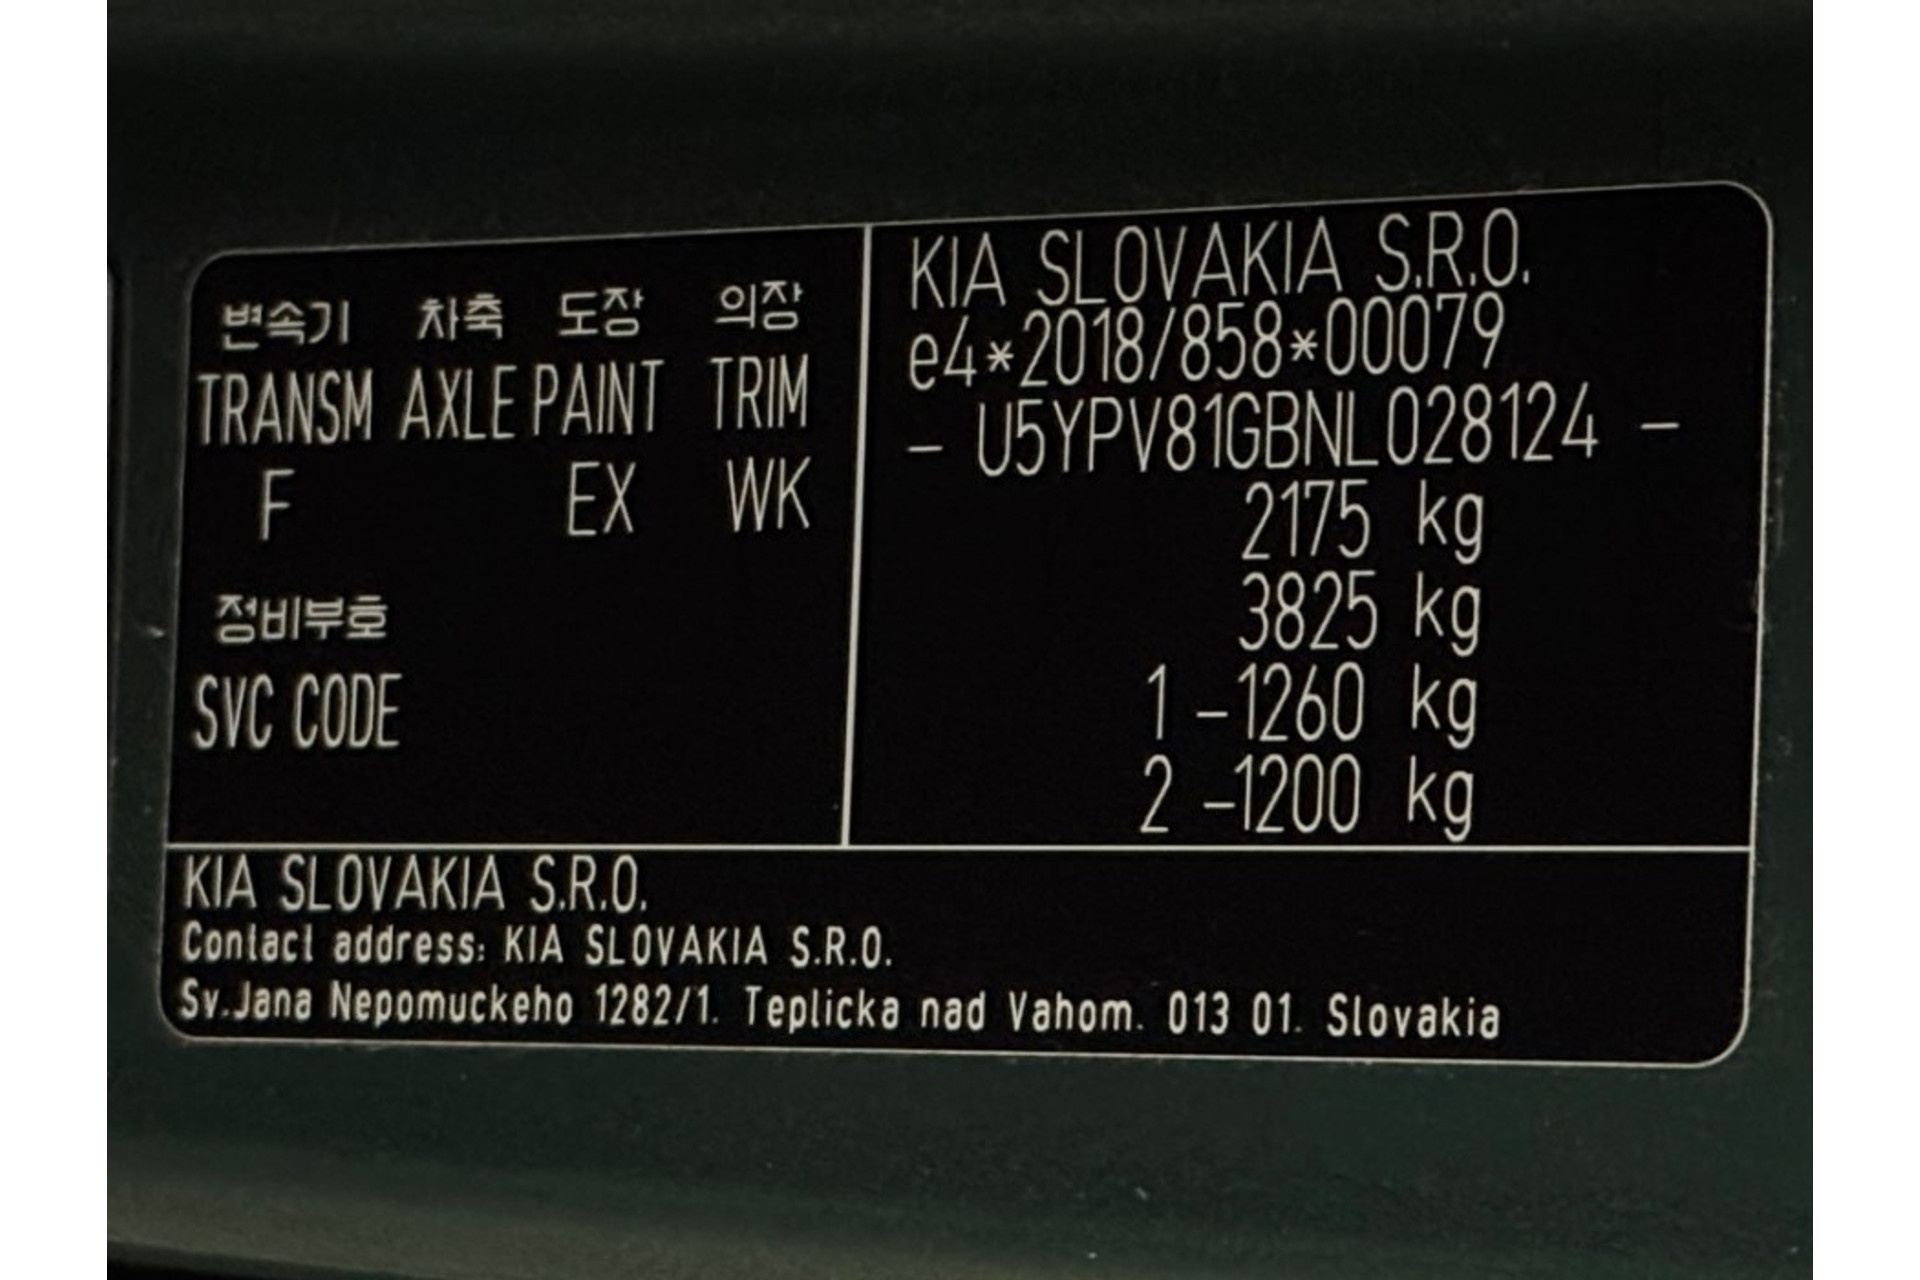 변속기 차축 도장 의장
TRANSM AXLE PAINT TRIM
F EX WK
정비부호
SVC CODE
KIA SLOVAKIA S.R.O.
e4*2018/858*00079
- U5YPV81GBNL028124 -
2175 kg
3825 kg
1 -1260 kg
2 -1200 kg
KIA SLOVAKIA S.R.O.
Contact address: KIA SLOVAKIA S.R.O.
Sv.Jana Nepomuckeho 1282/1. Teplicka nad Vahom. 013 01. Slovakia